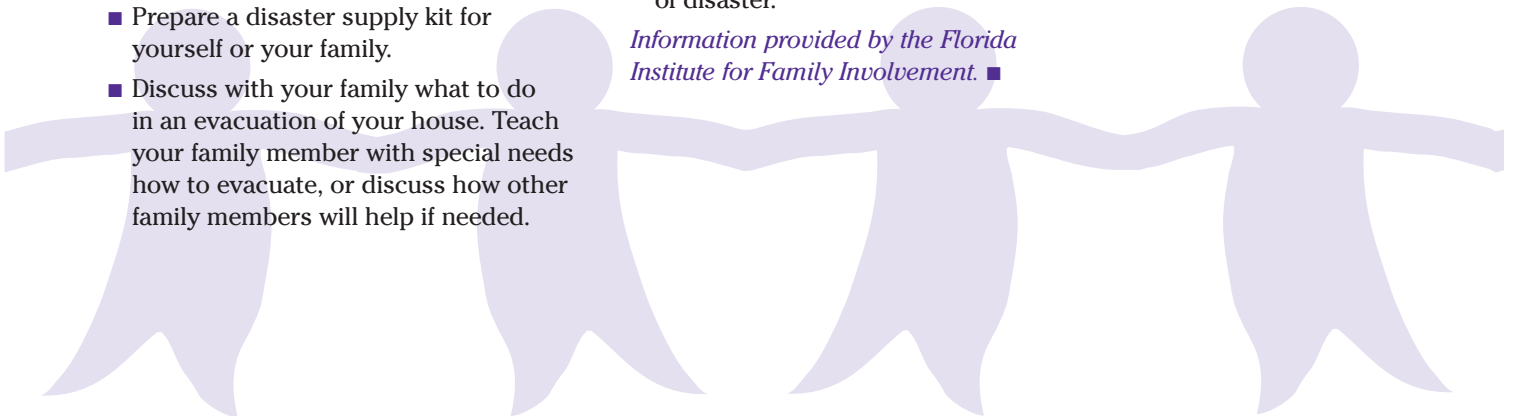 ■ Prepare a disaster supply kit for
yourself or your family.
■ Discuss with your family what to do
in an evacuation of your house. Teach
your family member with special needs
how to evacuate, or discuss how other
family members will help if needed.
of disaster.
Information provided by the Florida
Institute for Family Involvement. ■